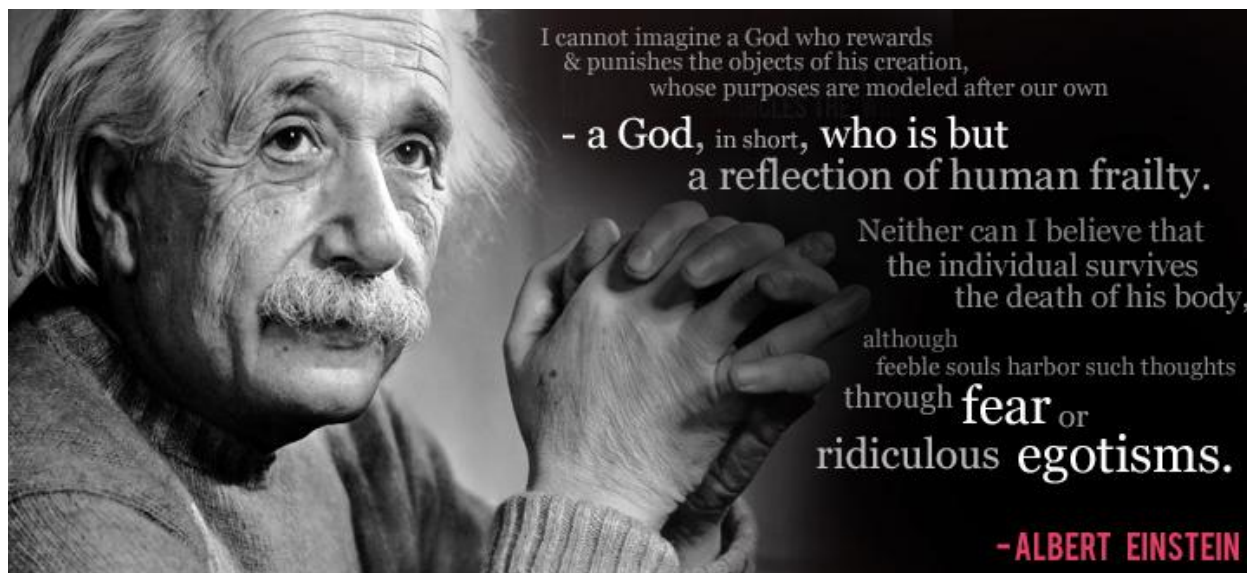 I cannot imagine a God who rewards
& punishes the objects of his creation,
whose purposes are modeled after our own
- a God, in short, who is but
a reflection of human frailty.
Neither can I believe that
the individual survives
the death of his body,
although
feeble souls harbor such thoughts
through fear or
ridiculous egotisms.
-ALBERT EINSTEIN